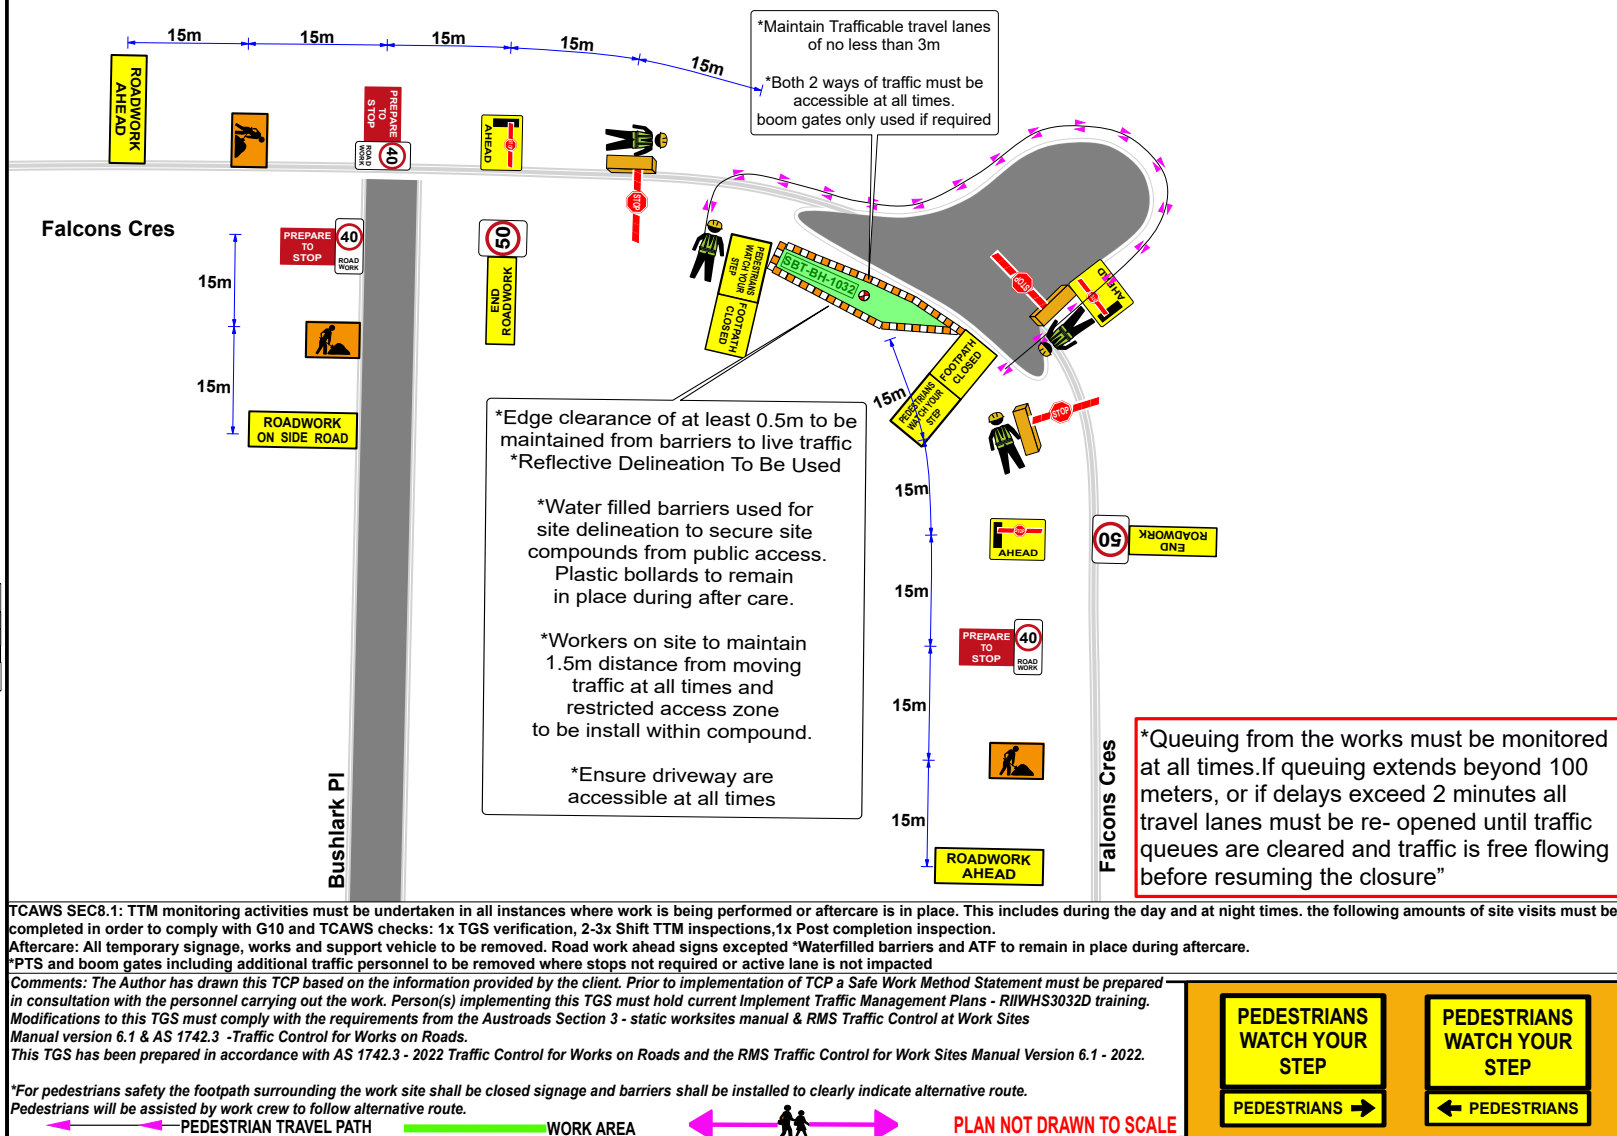 15m
15m
15m
15m
15m
*Maintain Trafficable travel lanes
of no less than 3m
*Both 2 ways of traffic must be
accessible at all times.
boom gates only used if required
ROADWORK
AHEAD
PREPARE
TO
STOP
40
ROAD
WORK
AHEAD
STOP
STOP
Falcons Cres
PREPARE
TO
STOP
40
ROAD
WORK
50
END
ROADWORK
15m
15m
ROADWORK
ON SIDE ROAD
PEDESTRIANS
WATCH YOUR
STEP
FOOTPATH
CLOSED
SBT-BH-1032
STOP
AHEAD
FOOTPATH
CLOSED
PEDESTRIANS
WATCH YOUR
STEP
15m
STOP
*Edge clearance of at least 0.5m to be
maintained from barriers to live traffic
*Reflective Delineation To Be Used
*Water filled barriers used for
site delineation to secure site
compounds from public access.
Plastic bollards to remain
in place during after care.
*Workers on site to maintain
1.5m distance from moving
traffic at all times and
restricted access zone
to be install within compound.
*Ensure driveway are
accessible at all times
15m
15m
15m
15m
STOP
AHEAD
50
END
ROADWORK
PREPARE
TO
STOP
40
ROAD
WORK
ROADWORK
AHEAD
Bushlark Pl
Falcons Cres
*Queuing from the works must be monitored
at all times.If queuing extends beyond 100
meters, or if delays exceed 2 minutes all
travel lanes must be re- opened until traffic
queues are cleared and traffic is free flowing
before resuming the closure”
TCAWS SEC8.1: TTM monitoring activities must be undertaken in all instances where work is being performed or aftercare is in place. This includes during the day and at night times. the following amounts of site visits must be
completed in order to comply with G10 and TCAWS checks: 1x TGS verification, 2-3x Shift TTM inspections,1x Post completion inspection.
Aftercare: All temporary signage, works and support vehicle to be removed. Road work ahead signs excepted *Waterfilled barriers and ATF to remain in place during aftercare.
*PTS and boom gates including additional traffic personnel to be removed where stops not required or active lane is not impacted
Comments: The Author has drawn this TCP based on the information provided by the client. Prior to implementation of TCP a Safe Work Method Statement must be prepared
in consultation with the personnel carrying out the work. Person(s) implementing this TGS must hold current Implement Traffic Management Plans - RIIWHS3032D training.
Modifications to this TGS must comply with the requirements from the Austroads Section 3 - static worksites manual & RMS Traffic Control at Work Sites
Manual version 6.1 & AS 1742.3 -Traffic Control for Works on Roads.
This TGS has been prepared in accordance with AS 1742.3 - 2022 Traffic Control for Works on Roads and the RMS Traffic Control for Work Sites Manual Version 6.1 - 2022.
*For pedestrians safety the footpath surrounding the work site shall be closed signage and barriers shall be installed to clearly indicate alternative route.
Pedestrians will be assisted by work crew to follow alternative route.
PEDESTRIAN TRAVEL PATH
WORK AREA
PLAN NOT DRAWN TO SCALE
PEDESTRIANS
WATCH YOUR
STEP
PEDESTRIANS
PEDESTRIANS
WATCH YOUR
STEP
PEDESTRIANS